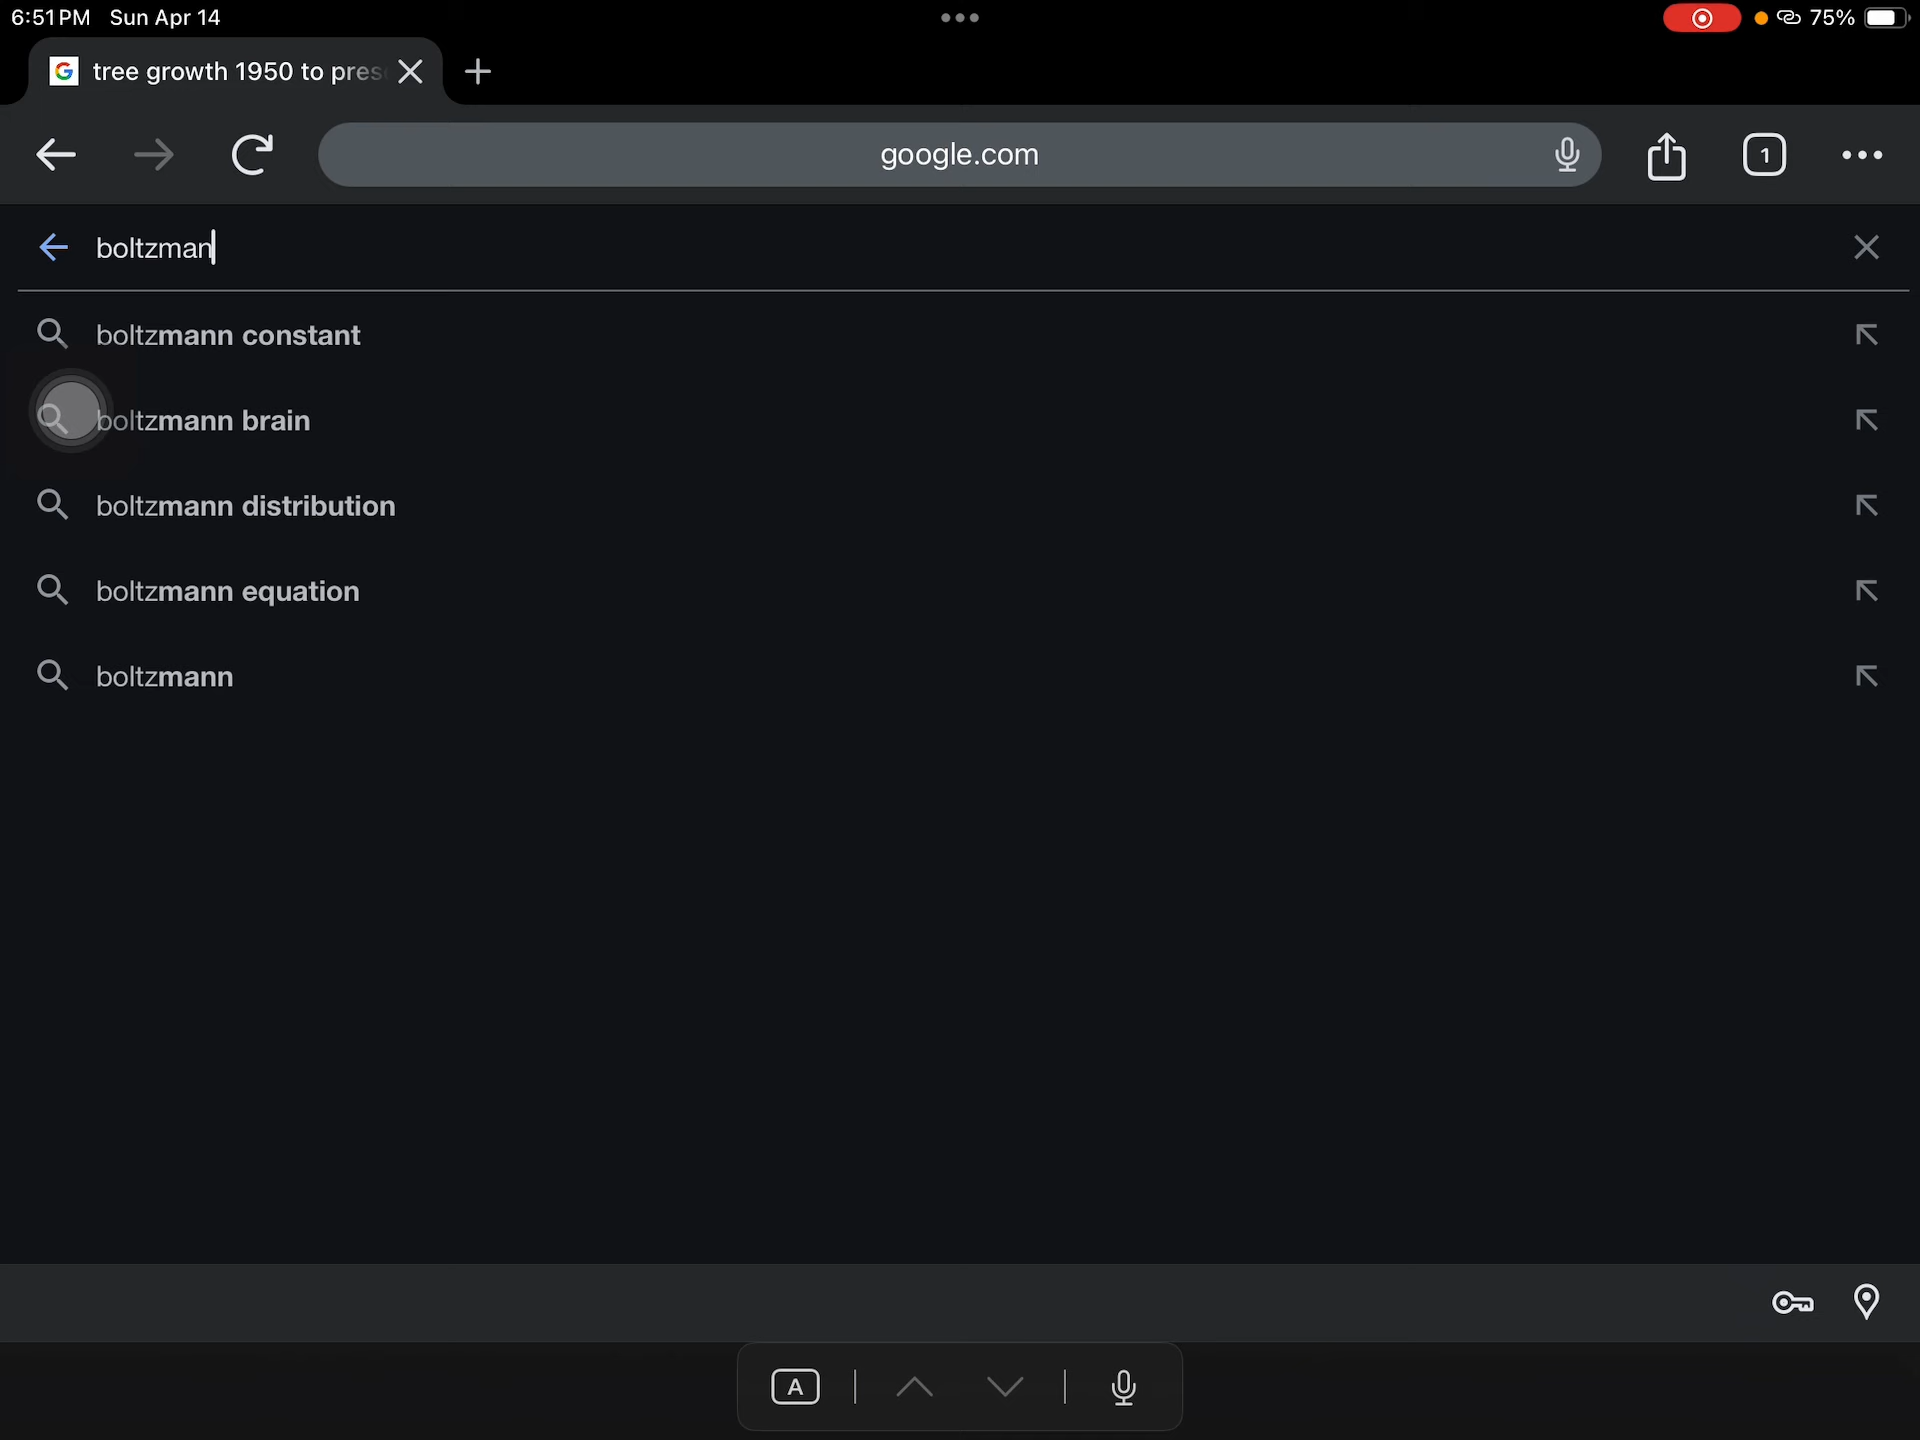 6:51 PM Sun Apr 14
75%
tree growth 1950 to pres
google.com
1
boltzman
boltzmann constant
boltzmann brain
boltzmann distribution
boltzmann equation
boltzmann
A